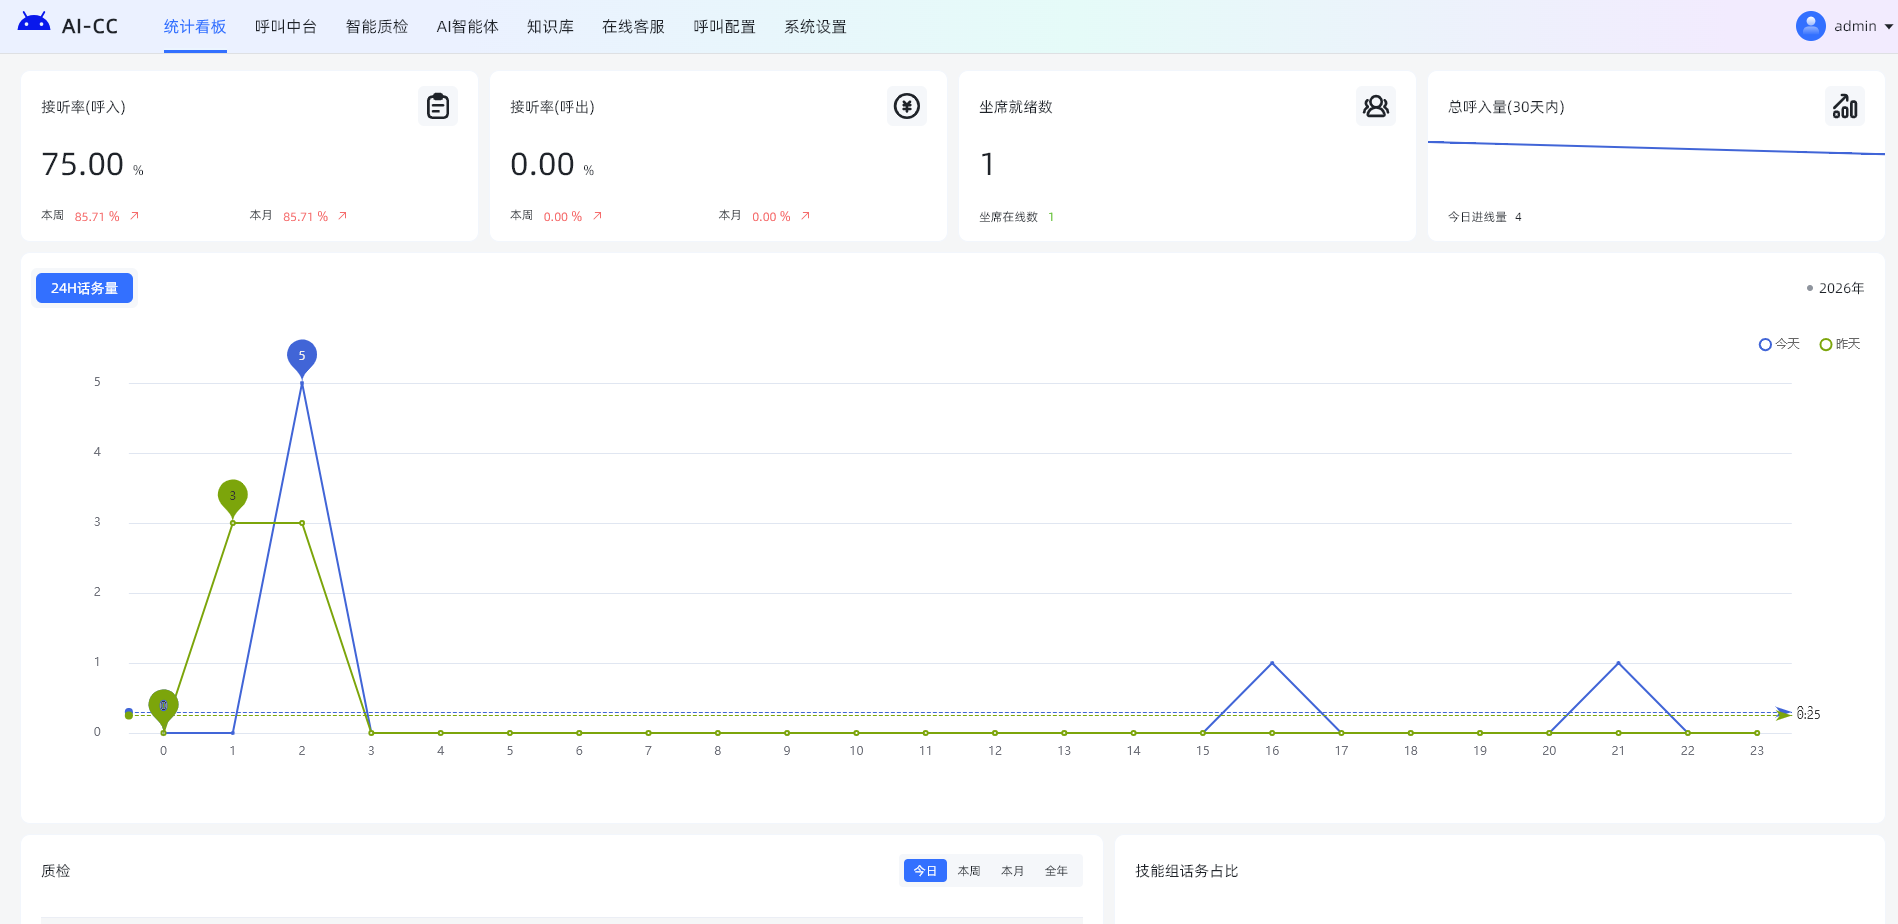 AI-CC 统计看板 呼叫中台 智能质检 AI智能体 知识库 在线客服 呼叫配置 系统设置 admin
接听率(呼入)
75.00 %
本周 85.71 % 本月 85.71 %
接听率(呼出)
0.00 %
本周 0.00 % 本月 0.00 %
坐席就绪数
1
坐席在线数 1
总呼入量(30天内)
今日进线量 4
24H话务量
2026年
今天 昨天
5
5
4
3
3
2
1
0
0.25
0 1 2 3 4 5 6 7 8 9 10 11 12 13 14 15 16 17 18 19 20 21 22 23
质检
今日 本周 本月 全年
技能组话务占比